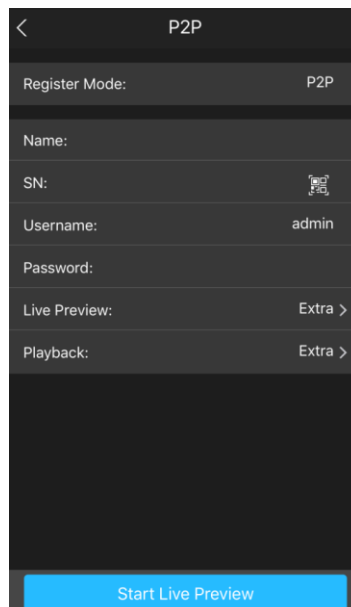 P2P
Register Mode: P2P
Name:
SN:
Username: admin
Password:
Live Preview: Extra >
Playback: Extra >
Start Live Preview